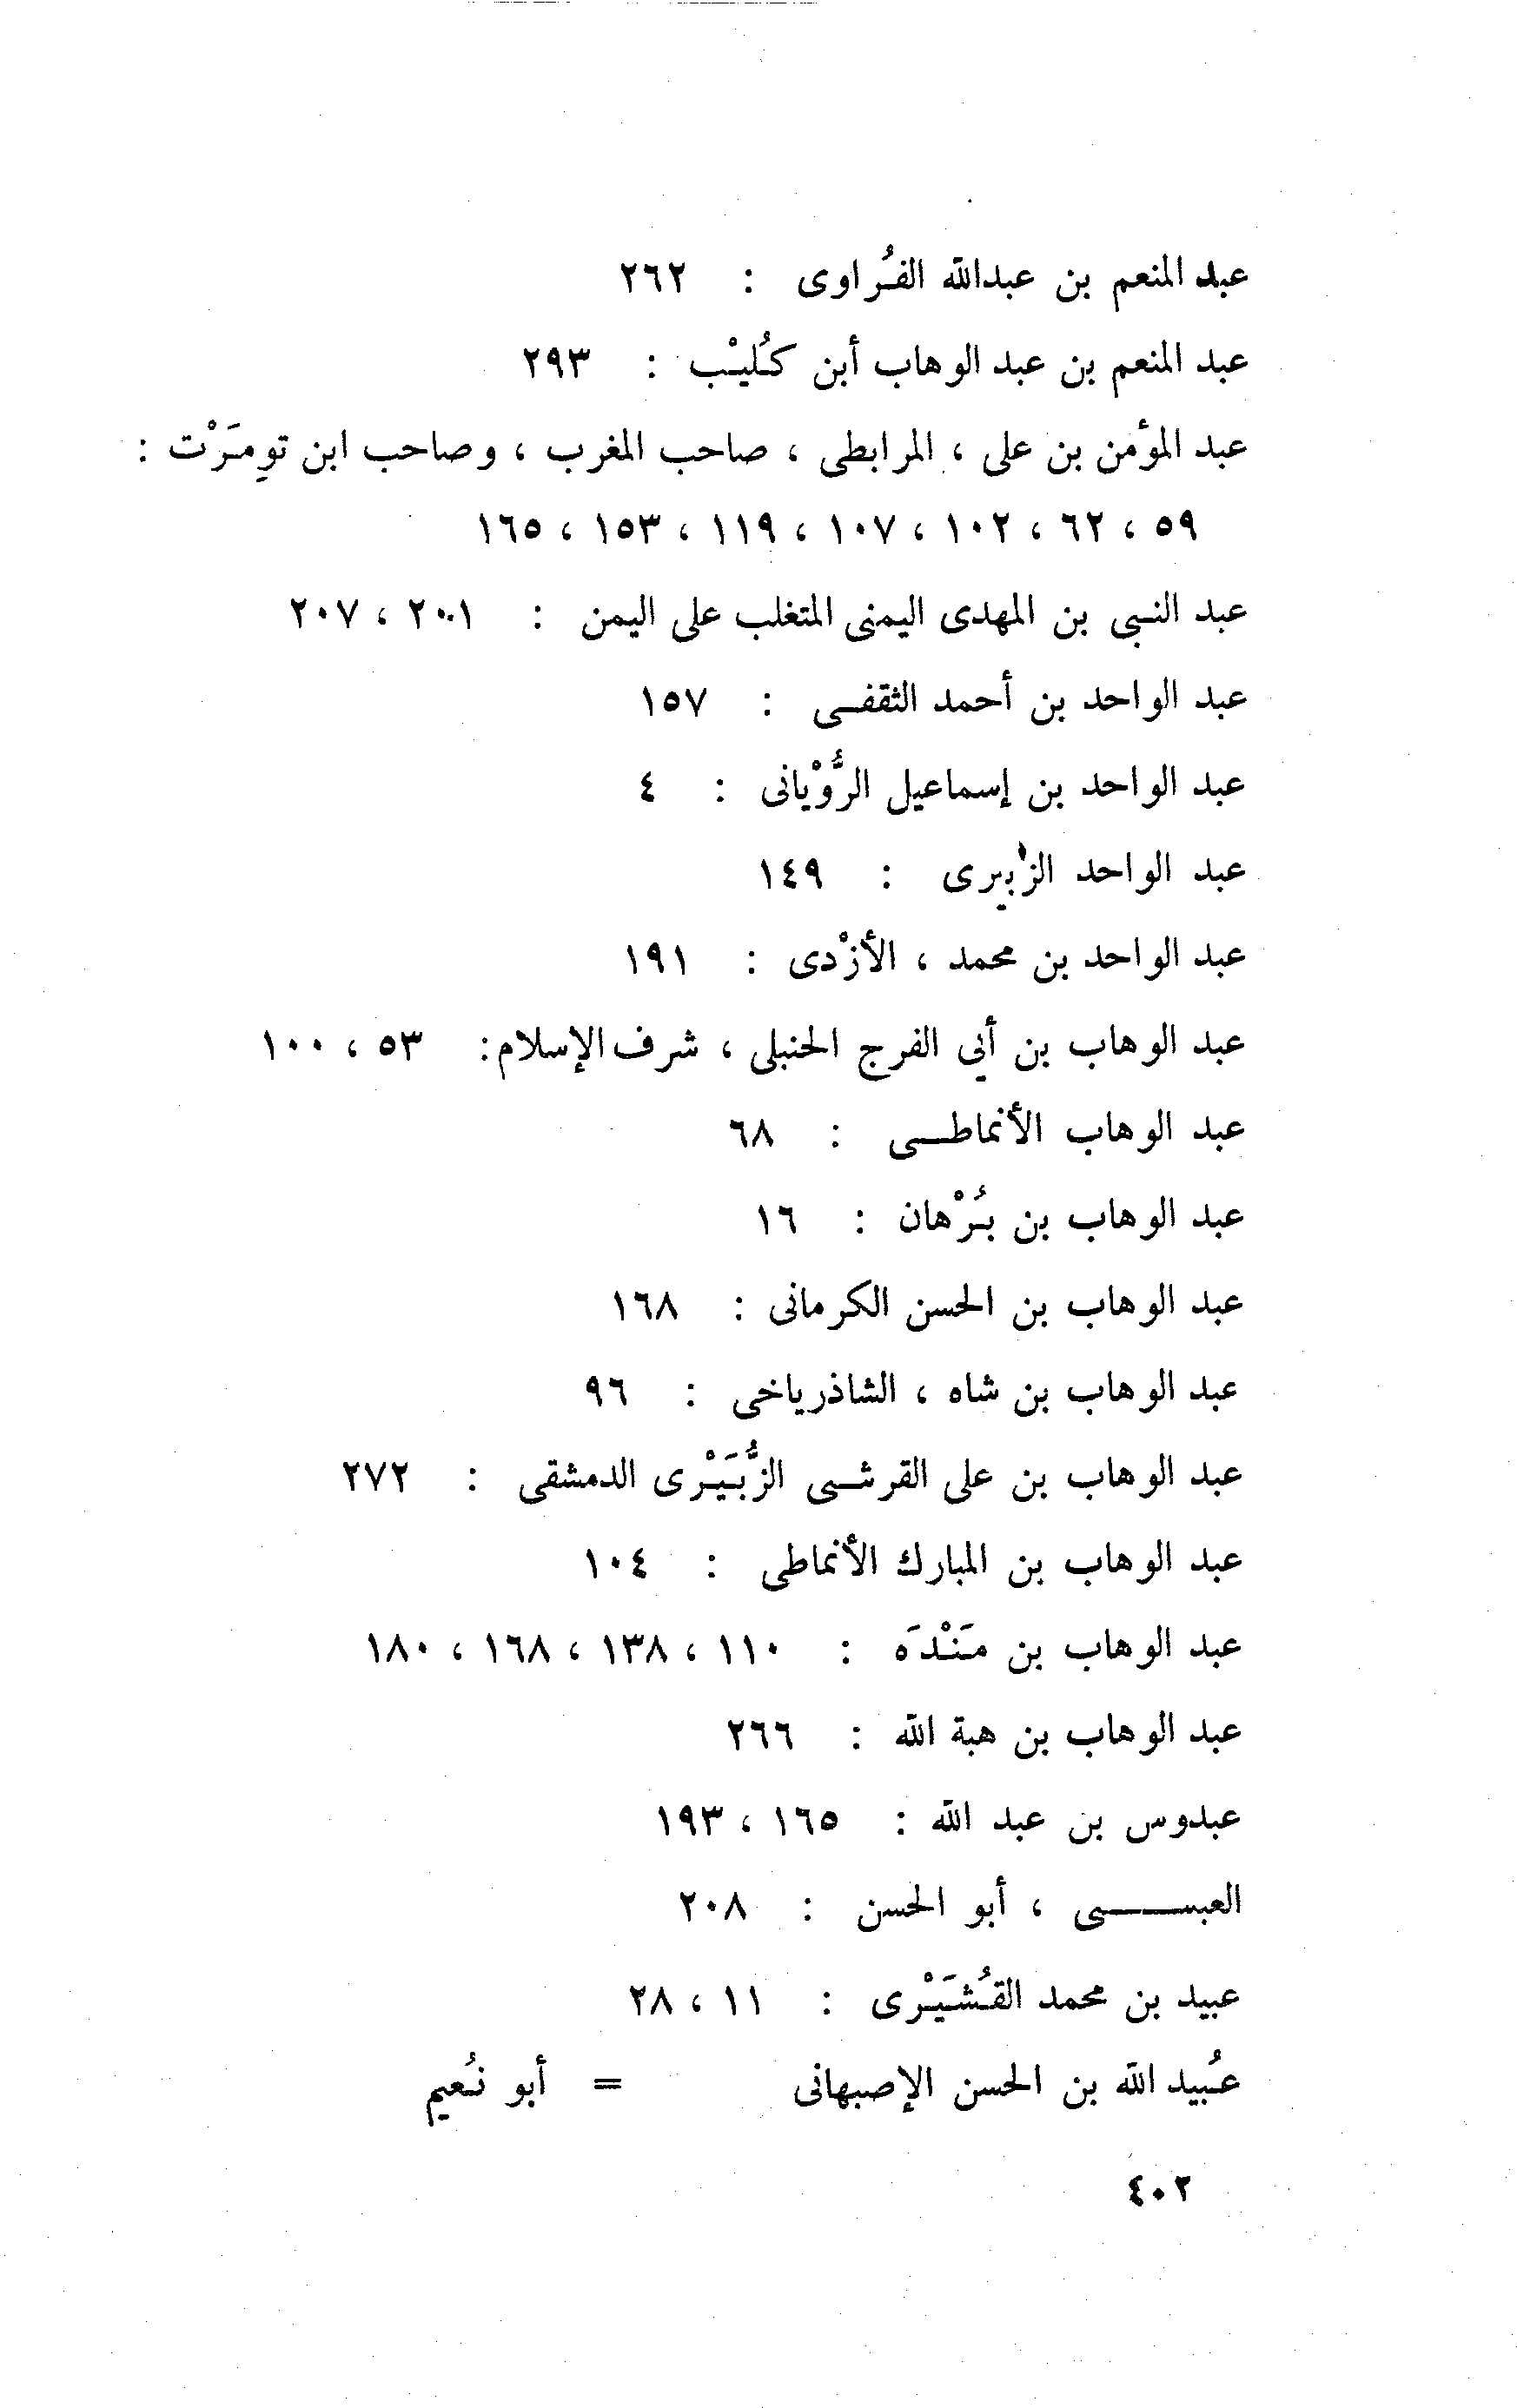 عبد المنعم بن عبدالله الفُراوى : ٢٦٢
عبد المنعم بن عبد الوهاب أبن كُليْب : ٢٩٣
عبد المؤمن بن على ، المرابطى ، صاحب المغرب ، وصاحب ابن تومِرَْت :
٥٩ ، ٦٢ ، ١٠٢ ، ١٠٧ ، ١١٩ ، ١٥٣ ، ١٦٥
عبد النبي بن المهدى اليمنى المتغلب على اليمن : ٢٠١ ، ٢٠٧
عبد الواحد بن أحمد الثقفى : ١٥٧
عبد الواحد بن إسماعيل الرُّوْيانى : ٤
عبد الواحد الزبيرى : ١٤٩
عبد الواحد بن محمد ، الأزْدى : ١٩١
عبد الوهاب بن أبي الفرج الحنبلى ، شرف الإسلام : ٥٣ ، ١٠٠
عبد الوهاب الأنماطى : ٦٨
عبد الوهاب بن بُرْهان : ١٦
عبد الوهاب بن الحسن الكرمانى : ١٦٨
عبد الوهاب بن شاه ، الشاذرياخى : ٩٦
عبد الوهاب بن على القرشى الزُّبَيْرى الدمشقى : ٢٧٢
عبد الوهاب بن المبارك الأنماطى : ١٠٤
عبد الوهاب بن مَنْدَه : ١١٠ ، ١٣٨ ، ١٦٨ ، ١٨٠
عبد الوهاب بن هبة الله : ٢٦٦
عبدوس بن عبد الله : ١٦٥ ، ١٩٣
العبسى ، أبو الحسن : ٢٠٨
عبيد بن محمد القُشَيْرى : ١١ ، ٢٨
عُبيد الله بن الحسن الإصبهانى = أبو نُعيم
٤٠٢